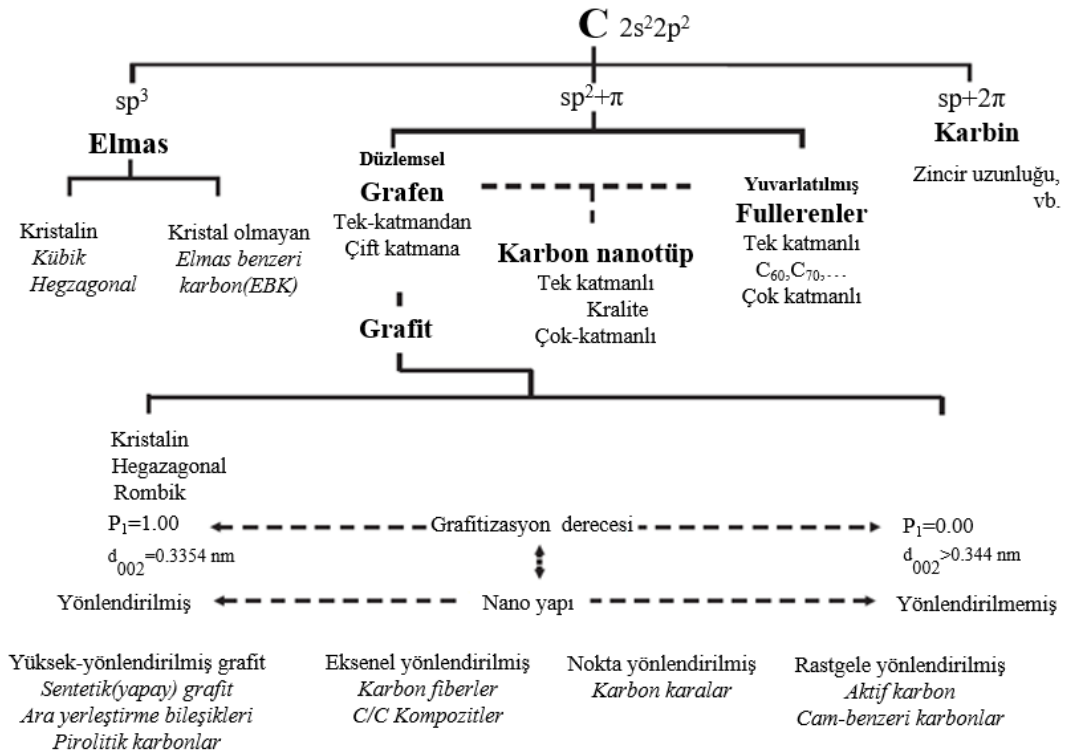 C 2s²2p²
sp³
sp²+π
sp+2π
Elmas
Karbin
Düzlemsel
Grafen
Tek-katmandan
Çift katmana
Yuvarlatılmış
Fullerenler
Tek katmanlı
C₆₀,C₇₀,…
Çok katmanlı
Zincir uzunluğu,
vb.
Kristalin
Kübik
Hegzagonal
Kristal olmayan
Elmas benzeri
karbon(EBK)
Karbon nanotüp
Tek katmanlı
Kralite
Çok-katmanlı
Grafit
Kristalin
Hegazagonal
Rombik
P₁=1.00
Grafitizasyon derecesi
P₁=0.00
d₀₀₂=0.3354 nm
d₀₀₂>0.344 nm
Yönlendirilmiş
Nano yapı
Yönlendirilmemiş
Yüksek-yönlendirilmiş grafit
Sentetik(yapay) grafit
Ara yerleştirme bileşikleri
Pirolitik karbonlar
Eksenel yönlendirilmiş
Karbon fiberler
C/C Kompozitler
Nokta yönlendirilmiş
Karbon karalar
Rastgele yönlendirilmiş
Aktif karbon
Cam-benzeri karbonlar